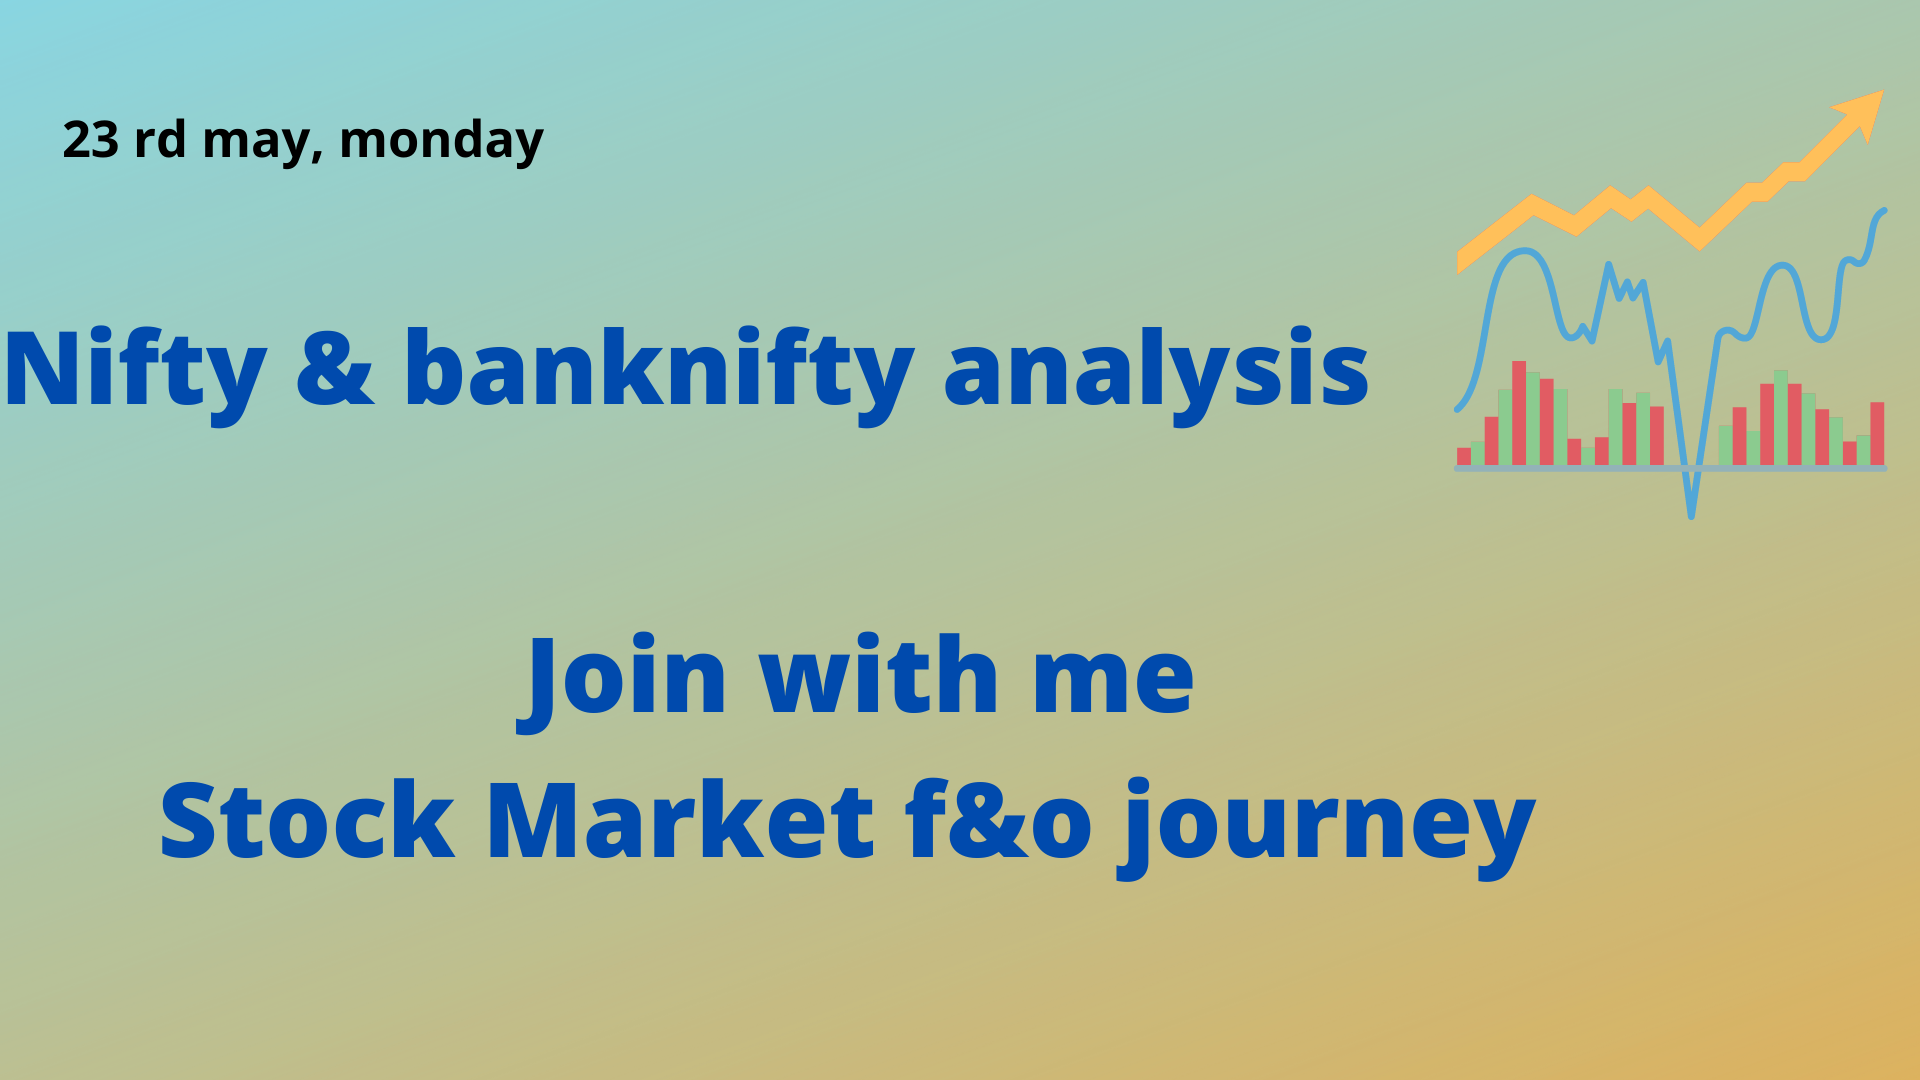 23 rd may, monday
Nifty & banknifty analysis
Join with me
Stock Market f&o journey